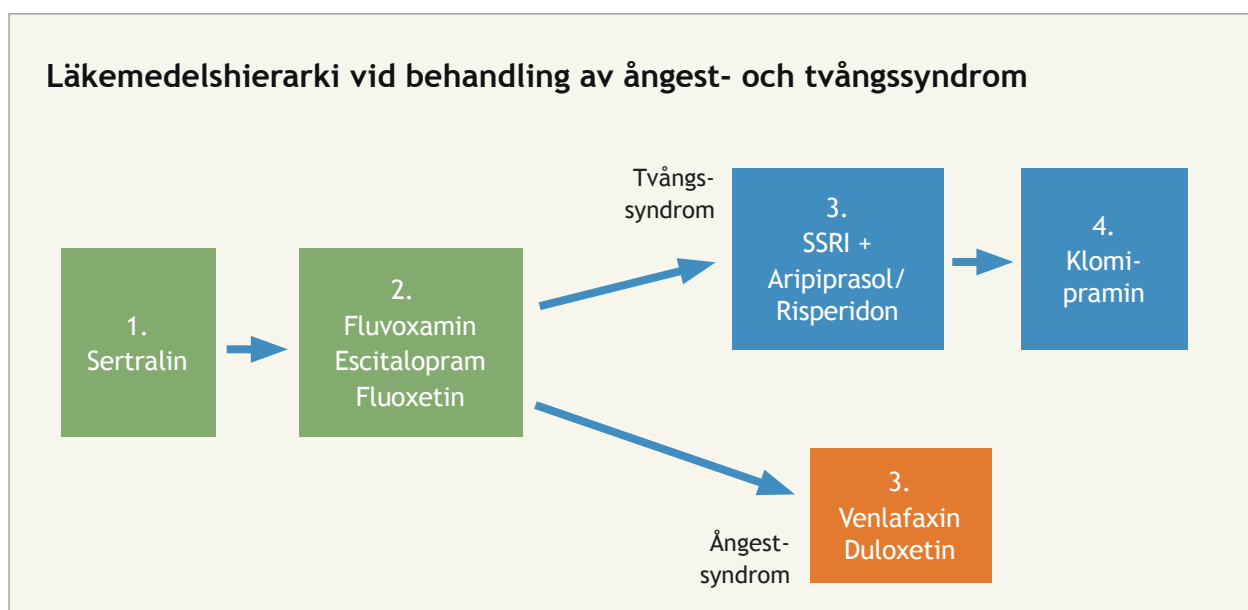 Läkemedelshierarki vid behandling av ångest- och tvångssyndrom
1.
Sertralin
2.
Fluvoxamin
Escitalopram
Fluoxetin
Tvångs-
syndrom
3.
SSRI +
Aripiprasol/
Risperidon
4.
Klomi-
pramin
Ångest-
syndrom
3.
Venlafaxin
Duloxetin